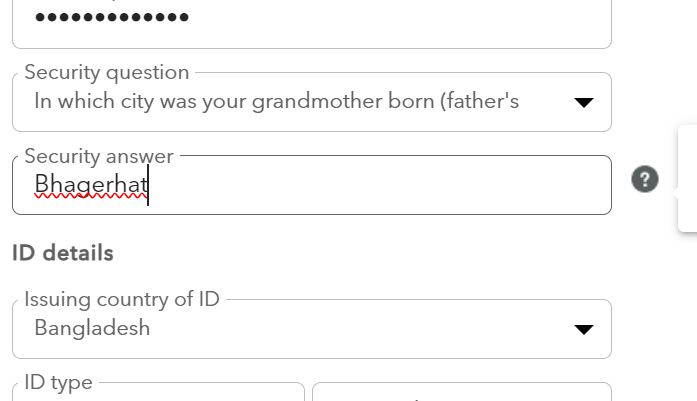 •••••••••••••
Security question
In which city was your grandmother born (father's
Security answer
Bhagerhat
?
ID details
Issuing country of ID
Bangladesh
ID type